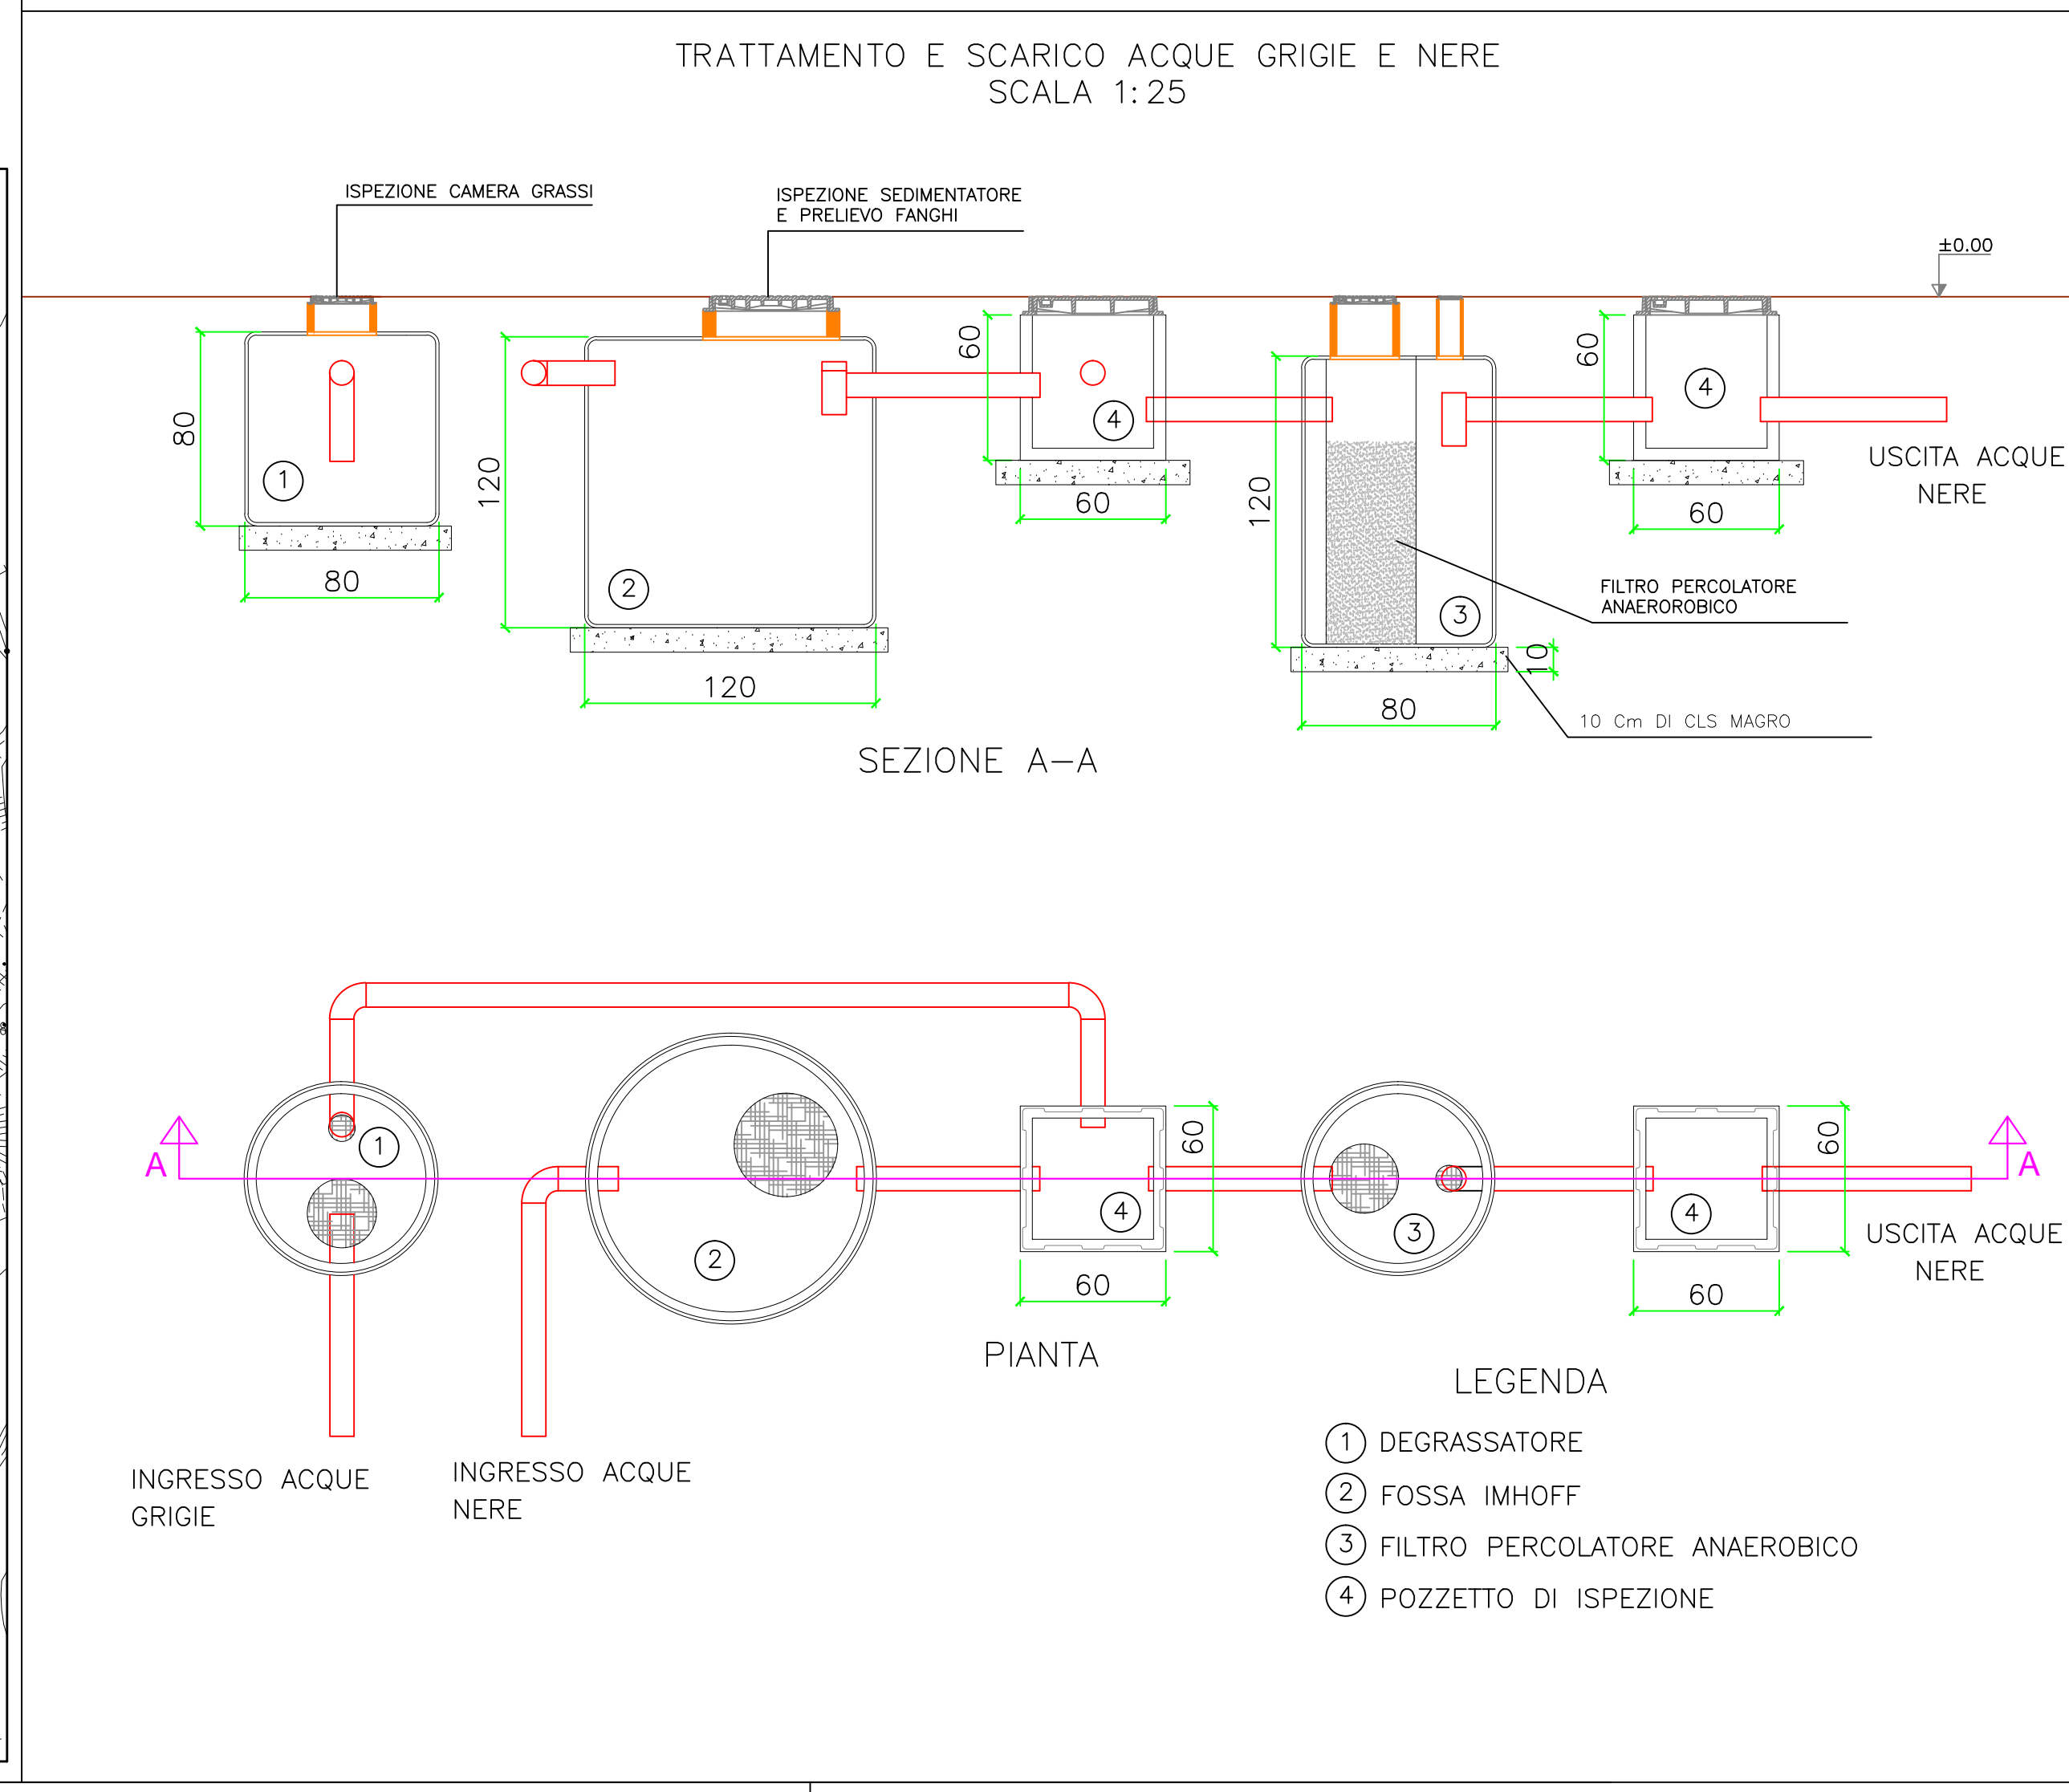 TRATTAMENTO E SCARICO ACQUE GRIGIE E NERE
SCALA 1:25
ISPEZIONE CAMERA GRASSI
ISPEZIONE SEDIMENTATORE
E PRELIEVO FANGHI
±0.00
80
1
80
120
2
120
60
4
60
120
3
80
60
4
60
10
USCITA ACQUE
NERE
FILTRO PERCOLATORE
ANAEROROBICO
10 Cm DI CLS MAGRO
SEZIONE A-A
A
1
2
4
60
60
3
4
60
60
A
USCITA ACQUE
NERE
PIANTA
INGRESSO ACQUE
GRIGIE
INGRESSO ACQUE
NERE
LEGENDA
1 DEGRASSATORE
2 FOSSA IMHOFF
3 FILTRO PERCOLATORE ANAEROBICO
4 POZZETTO DI ISPEZIONE